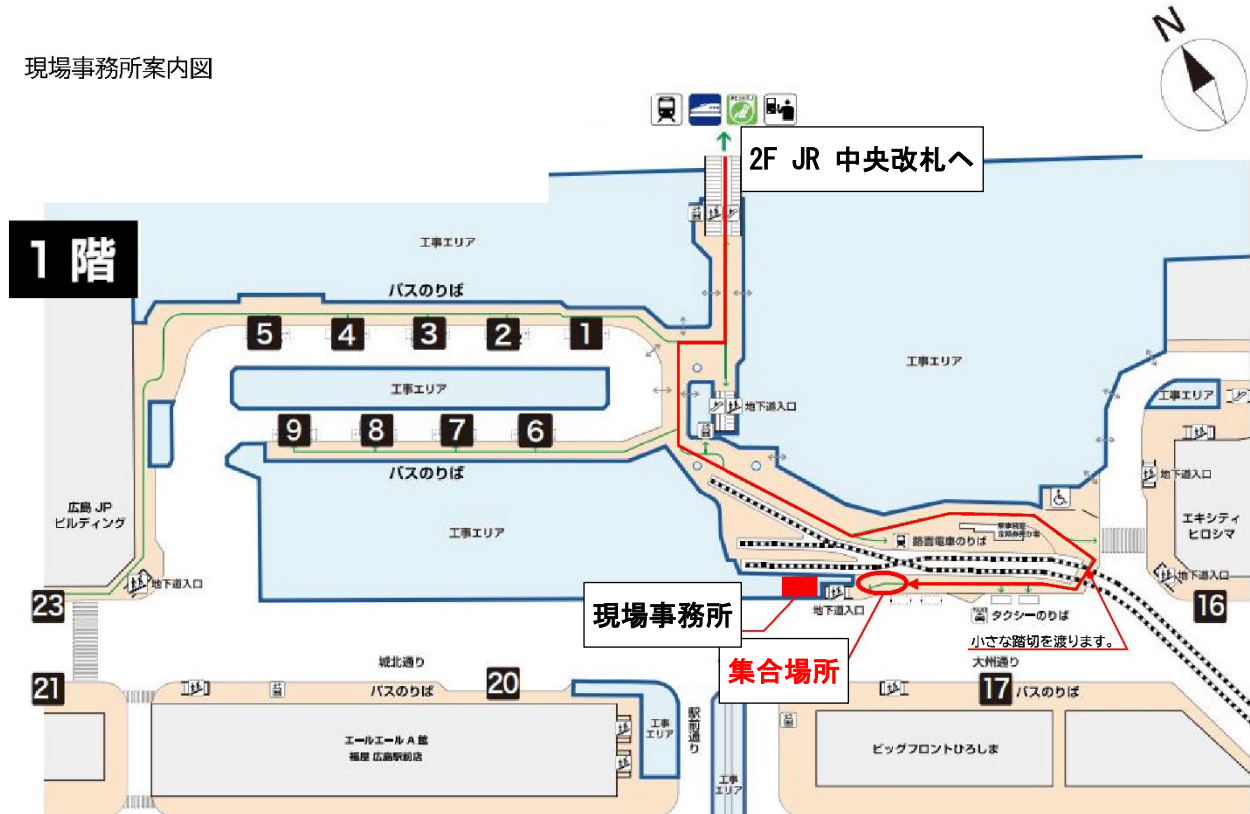 現場事務所案内図
N
2F JR 中央改札へ
1階
工事エリア
バスのりば
5
4
3
2
1
工事エリア
工事エリア
工事エリア
9
8
7
6
地下道入口
バスのりば
地下道入口
広島 JP
ビルディング
工事エリア
エキシティ
ヒロシマ
路面電車のりば
地下道入口
地下道入口
23
現場事務所
地下道入口
タクシーのりば
16
小さな踏切を渡ります。
集合場所
城北通り
大州通り
21
バスのりば
20
17
バスのりば
工事
エリア
駅前通り
エールエール A 館
福屋 広島駅前店
ビッグフロントひろしま
工事
エリア